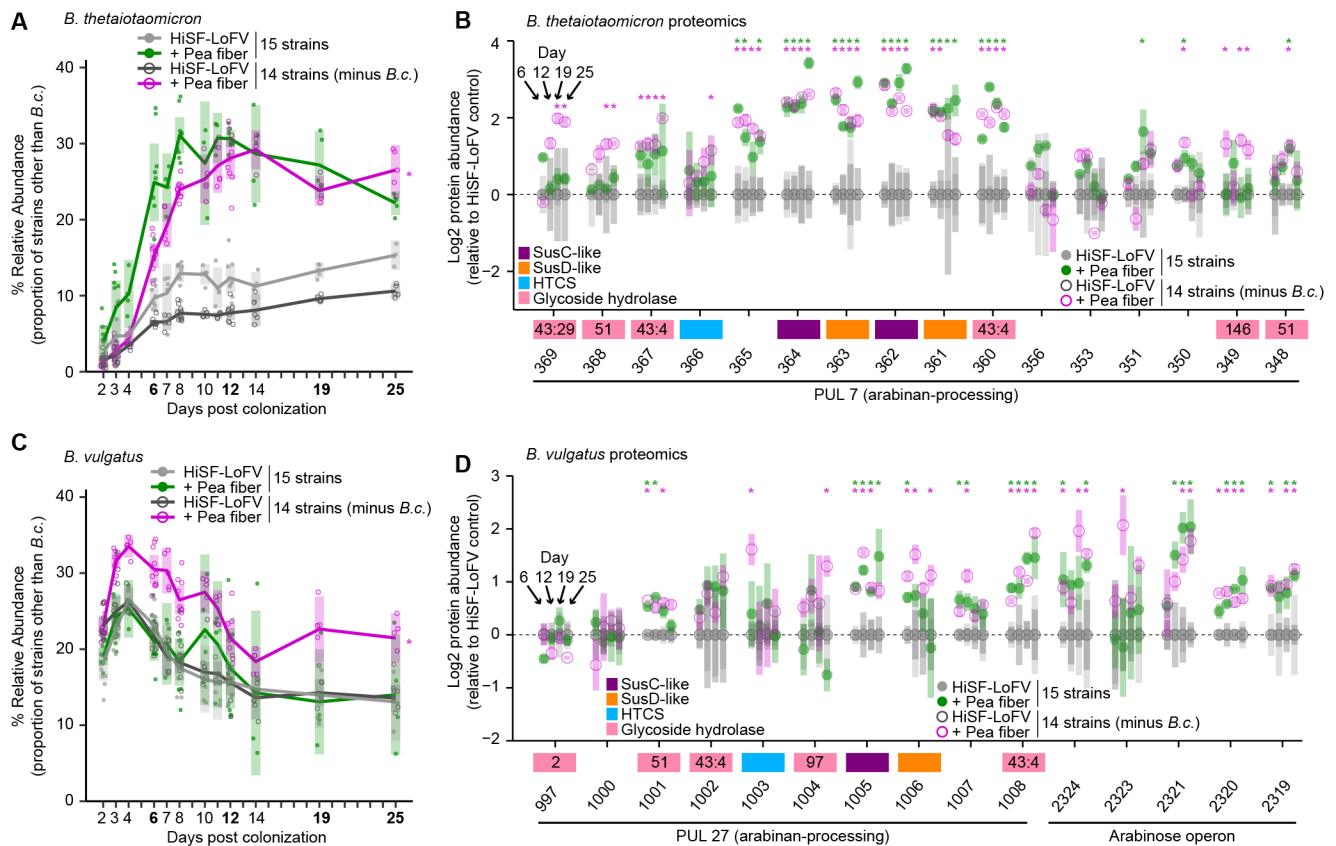 A
B. thetaiotaomicron
HiSF-LoFV
+ Pea fiber
15 strains
HiSF-LoFV
+ Pea fiber
14 strains (minus B.c.)
% Relative Abundance
(proportion of strains other than B.c.)
40
30
20
10
0
*
2 3 4 6 7 8 10 12 14 19 25
Days post colonization
B
B. thetaiotaomicron proteomics
Log2 protein abundance
(relative to HiSF-LoFV control)
4
2
0
−2
Day
6 12 19 25
SusC-like
SusD-like
HTCS
Glycoside hydrolase
HiSF-LoFV
+ Pea fiber
15 strains
HiSF-LoFV
+ Pea fiber
14 strains (minus B.c.)
43:29 51 43:4 43:4 146 51
369 368 367 366 365 364 363 362 361 360 356 353 351 350 349 348
PUL 7 (arabinan-processing)
C
B. vulgatus
HiSF-LoFV
+ Pea fiber
15 strains
HiSF-LoFV
+ Pea fiber
14 strains (minus B.c.)
% Relative Abundance
(proportion of strains other than B.c.)
40
30
20
10
0
*
2 3 4 6 7 8 10 12 14 19 25
Days post colonization
D
B. vulgatus proteomics
Log2 protein abundance
(relative to HiSF-LoFV control)
3
2
1
0
−1
−2
Day
6 12 19 25
SusC-like
SusD-like
HTCS
Glycoside hydrolase
HiSF-LoFV
+ Pea fiber
15 strains
HiSF-LoFV
+ Pea fiber
14 strains (minus B.c.)
2 51 43:4 97 43:4
997 1000 1001 1002 1003 1004 1005 1006 1007 1008 2324 2323 2321 2320 2319
PUL 27 (arabinan-processing)
Arabinose operon